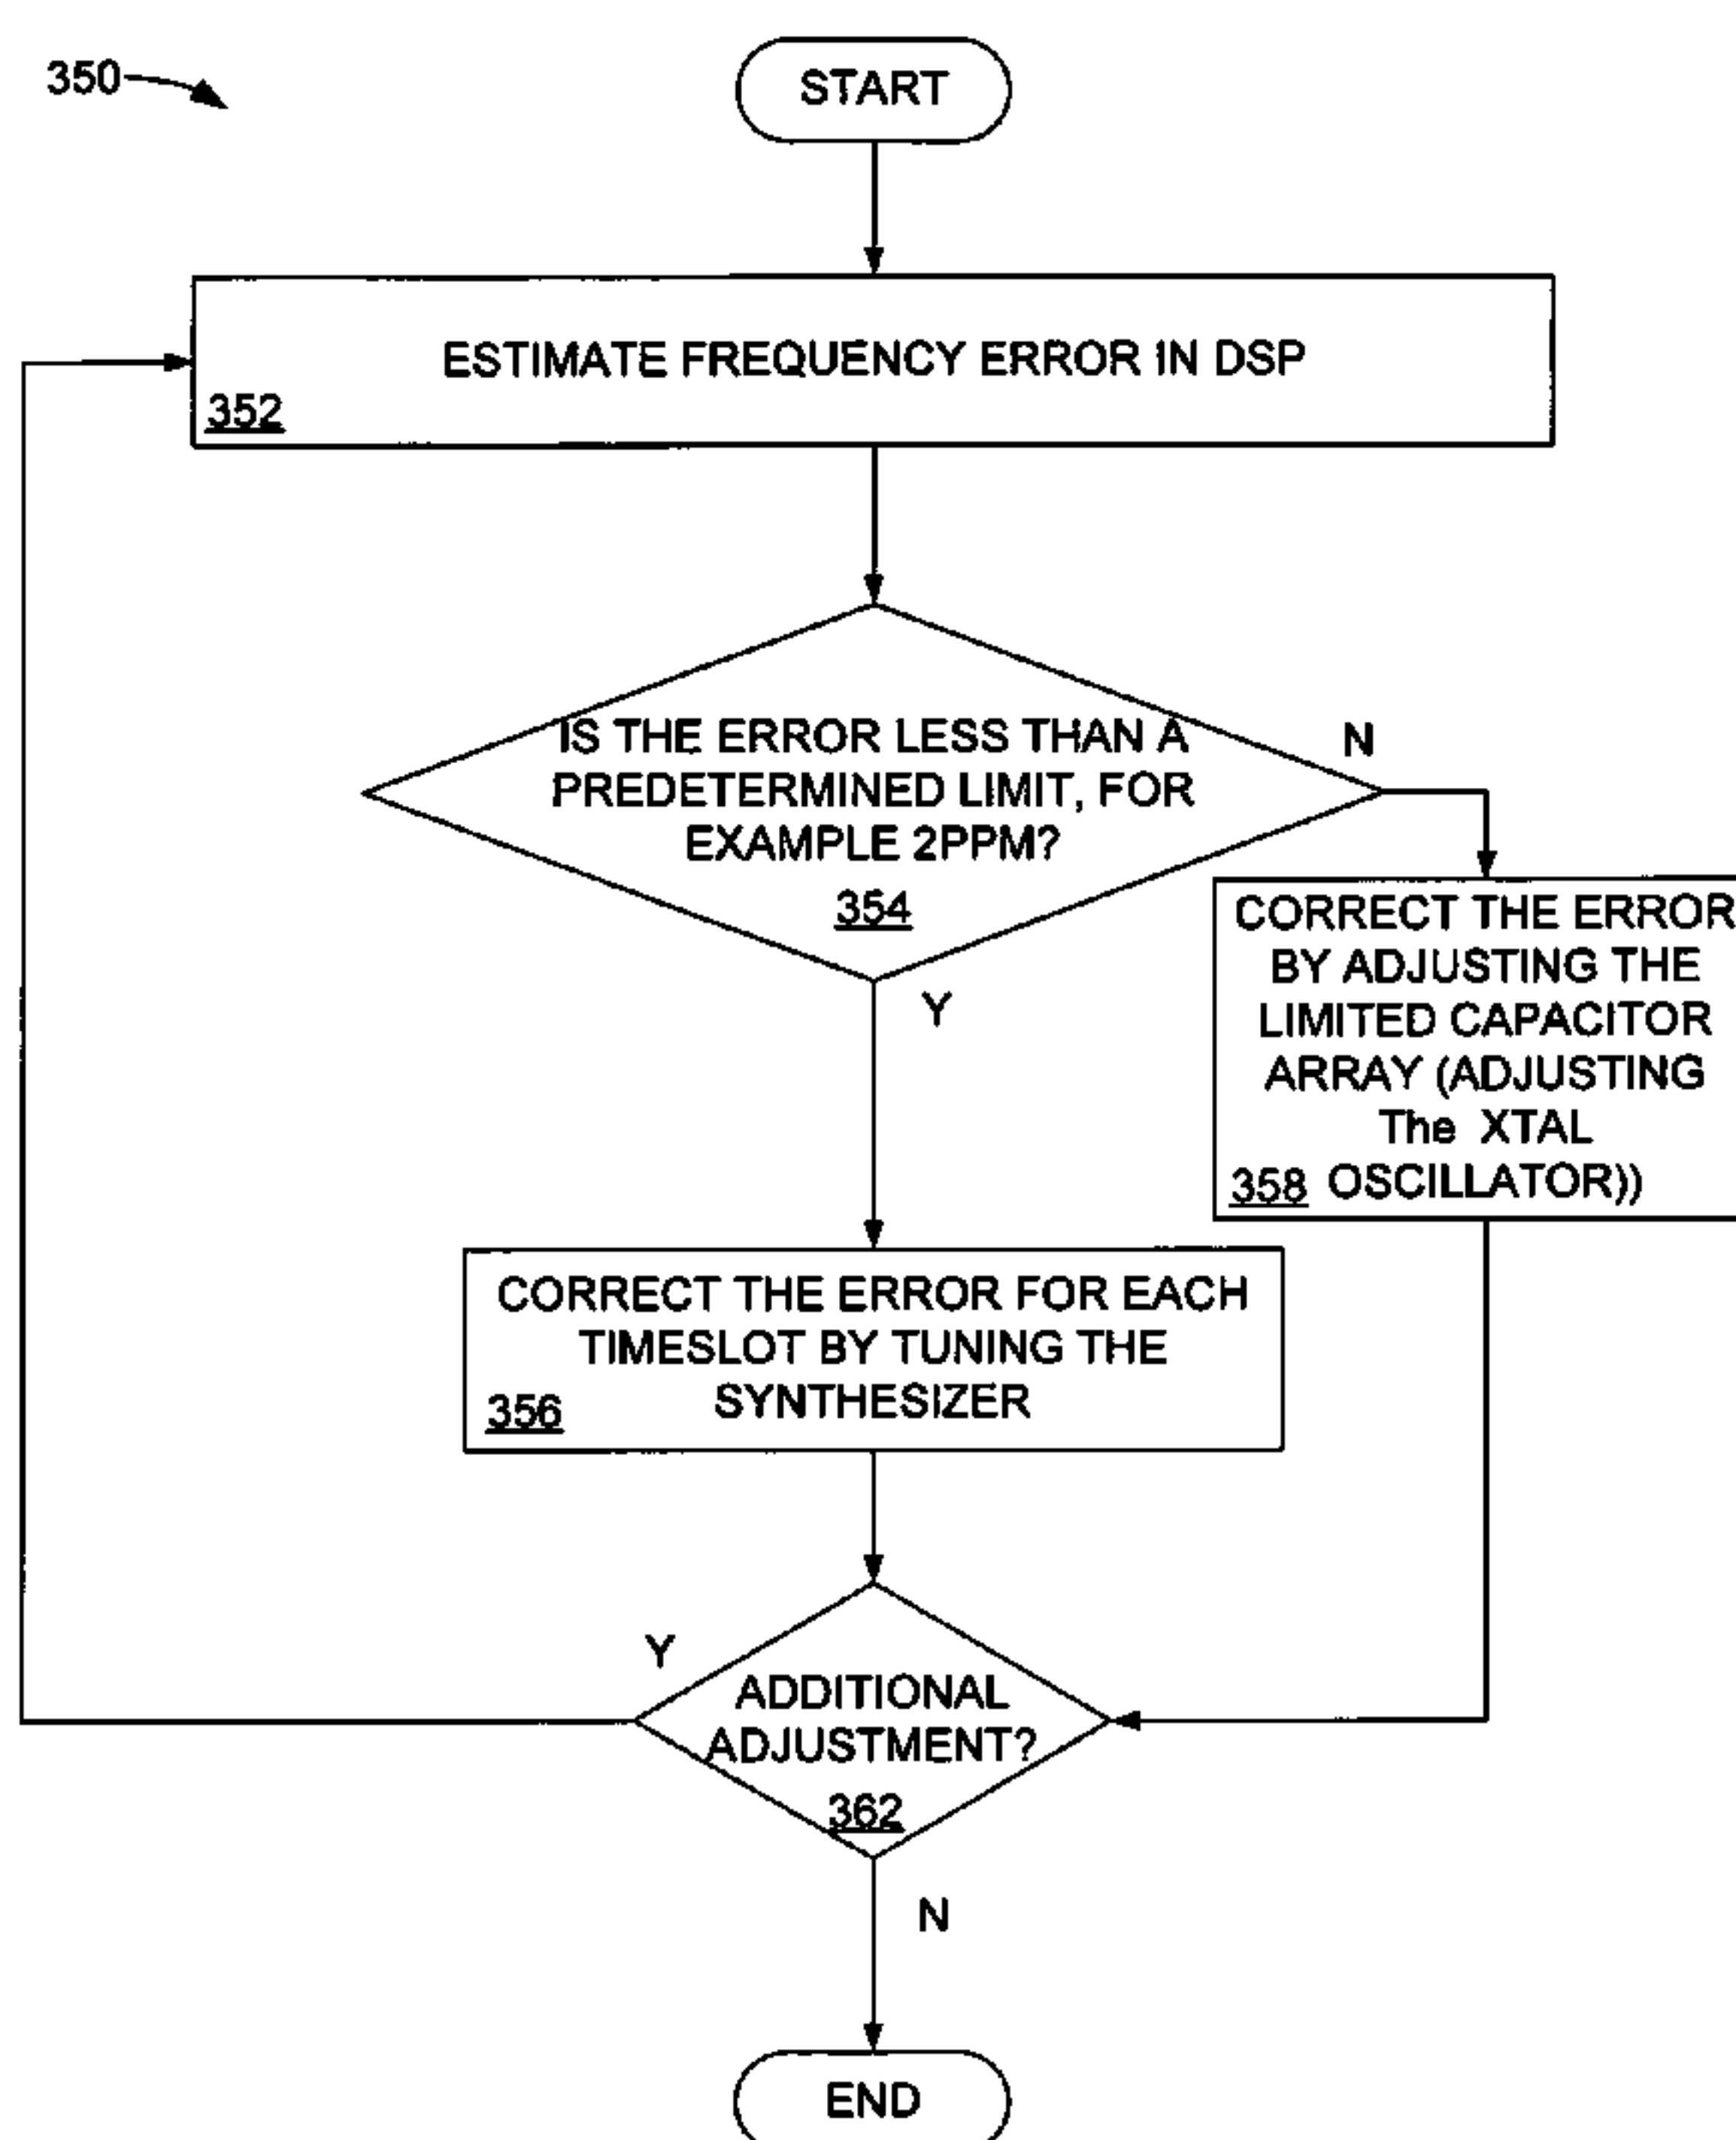 350
START
ESTIMATE FREQUENCY ERROR IN DSP
352
IS THE ERROR LESS THAN A
PREDETERMINED LIMIT, FOR
EXAMPLE 2PPM?
354
N
Y
CORRECT THE ERROR
BY ADJUSTING THE
LIMITED CAPACITOR
ARRAY (ADJUSTING
The XTAL
358 OSCILLATOR))
CORRECT THE ERROR FOR EACH
TIMESLOT BY TUNING THE
356 SYNTHESIZER
Y
ADDITIONAL
ADJUSTMENT?
362
N
END